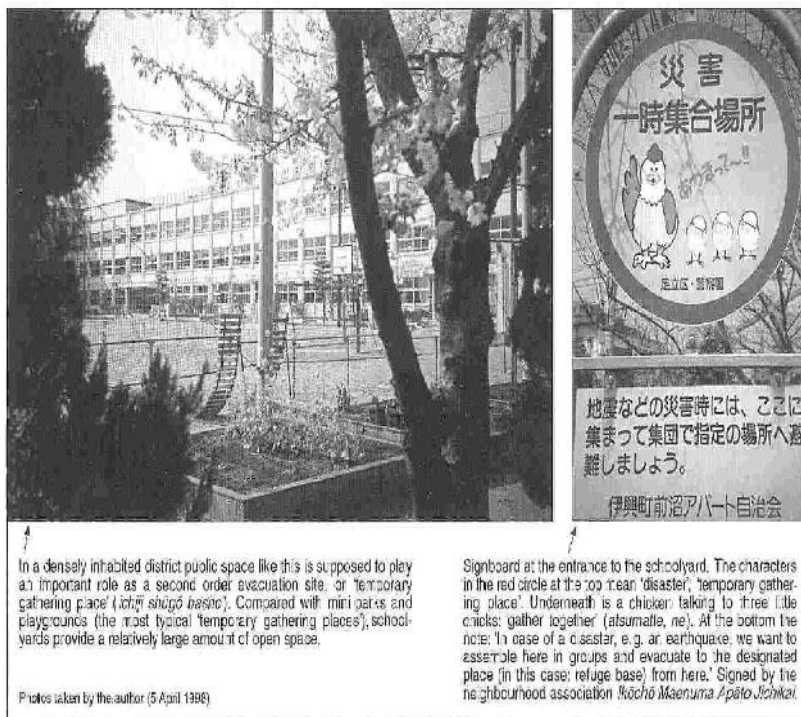 災害
一時集合場所
あつまって〜!!
足立区・警察署
地震などの災害時には、ここに
集まって集団で指定の場所へ避
難しましょう。
伊興町前沼アパート自治会
In a densely inhabited district public space like this is supposed to play
an important role as a second order evacuation site, or 'temporary
gathering place' (ichiji shūgō basho). Compared with mini parks and
playgrounds (the most typical 'temporary gathering places'), school-
yards provide a relatively large amount of open space.
Photos taken by the author (5 April 1998)
Signboard at the entrance to the schoolyard. The characters
in the red circle at the top mean 'disaster', 'temporary gather-
ing place'. Underneath is a chicken talking to three little
chicks: gather together' (atsumatte, ne). At the bottom the
note: 'In case of a disaster, e.g. an earthquake, we want to
assemble here in groups and evacuate to the designated
place (in this case: refuge base) from here.' Signed by the
neighbourhood association Ikōchō Maenuma Apāto Jichikai.